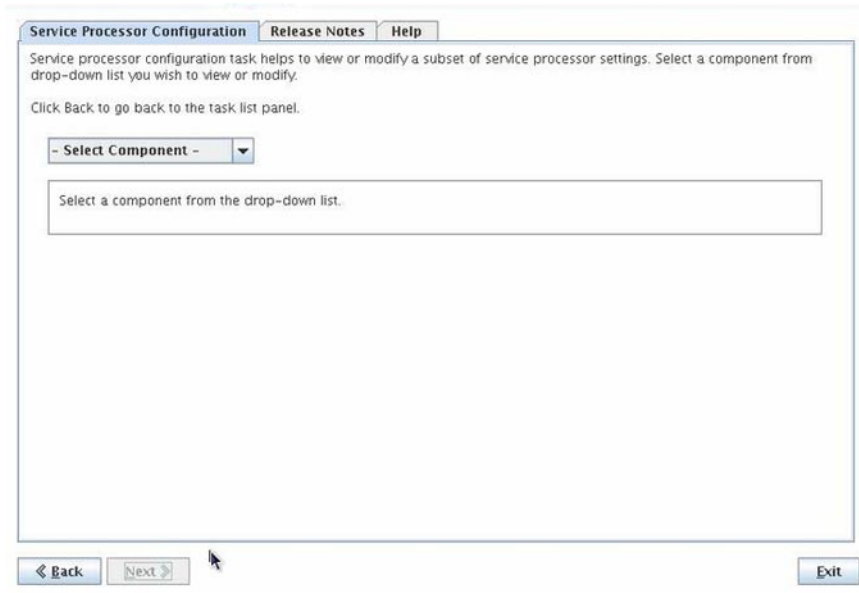 Service Processor Configuration
Release Notes
Help
Service processor configuration task helps to view or modify a subset of service processor settings. Select a component from
drop-down list you wish to view or modify.
Click Back to go back to the task list panel.
- Select Component -
Select a component from the drop-down list.
Back
Next
Exit